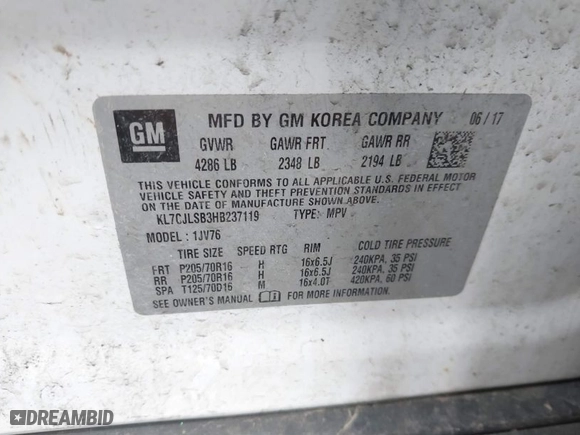 GM
MFD BY GM KOREA COMPANY 06/17
GVWR GAWR FRT GAWR RR
4286 LB 2348 LB 2194 LB
THIS VEHICLE CONFORMS TO ALL APPLICABLE U.S. FEDERAL MOTOR
VEHICLE SAFETY AND THEFT PREVENTION STANDARDS IN EFFECT
ON THE DATE OF MANUFACTURE SHOWN ABOVE.
KL7CJLSB3HB237119 TYPE: MPV
MODEL: 1JV76
TIRE SIZE SPEED RTG RIM COLD TIRE PRESSURE
FRT P205/70R16 H 16x6.5J 240KPA, 35 PSI
RR P205/70R16 H 16x6.5J 240KPA, 35 PSI
SPA T125/70D16 M 16x4.0T 420KPA, 60 PSI
SEE OWNER'S MANUAL FOR MORE INFORMATION.
DREAMBID